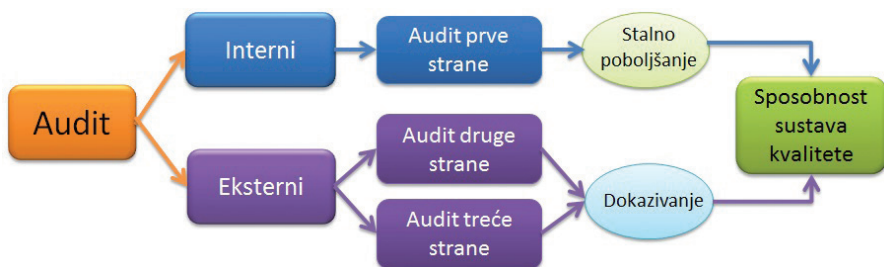 Audit
Interni
Audit prve
strane
Stalno
poboljšanje
Eksterni
Audit druge
strane
Audit treće
strane
Dokazivanje
Sposobnost
sustava
kvalitete